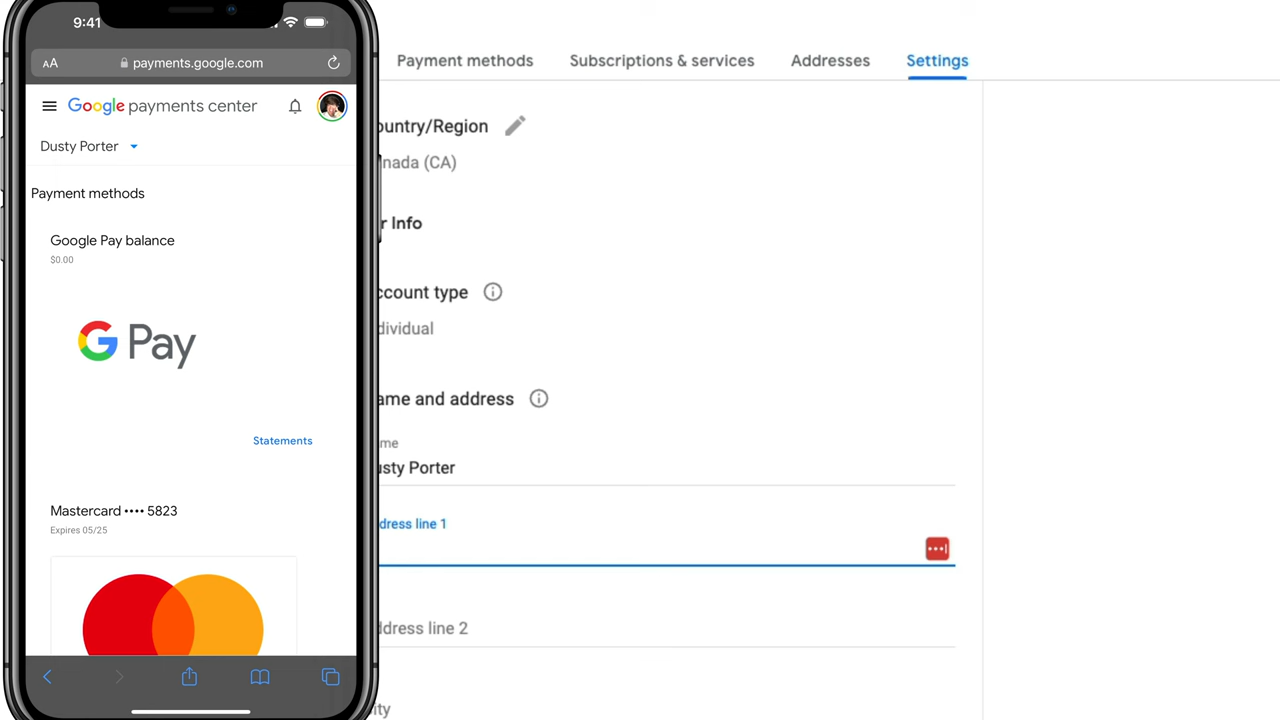 9:41
AA payments.google.com
Google payments center
Dusty Porter
Payment methods
Google Pay balance
$0.00
G Pay
Statements
Mastercard •••• 5823
Expires 05/25
Payment methods Subscriptions & services Addresses Settings
ountry/Region
nada (CA)
r Info
ccount type
dividual
ame and address
me
usty Porter
dress line 1
ddress line 2
ity